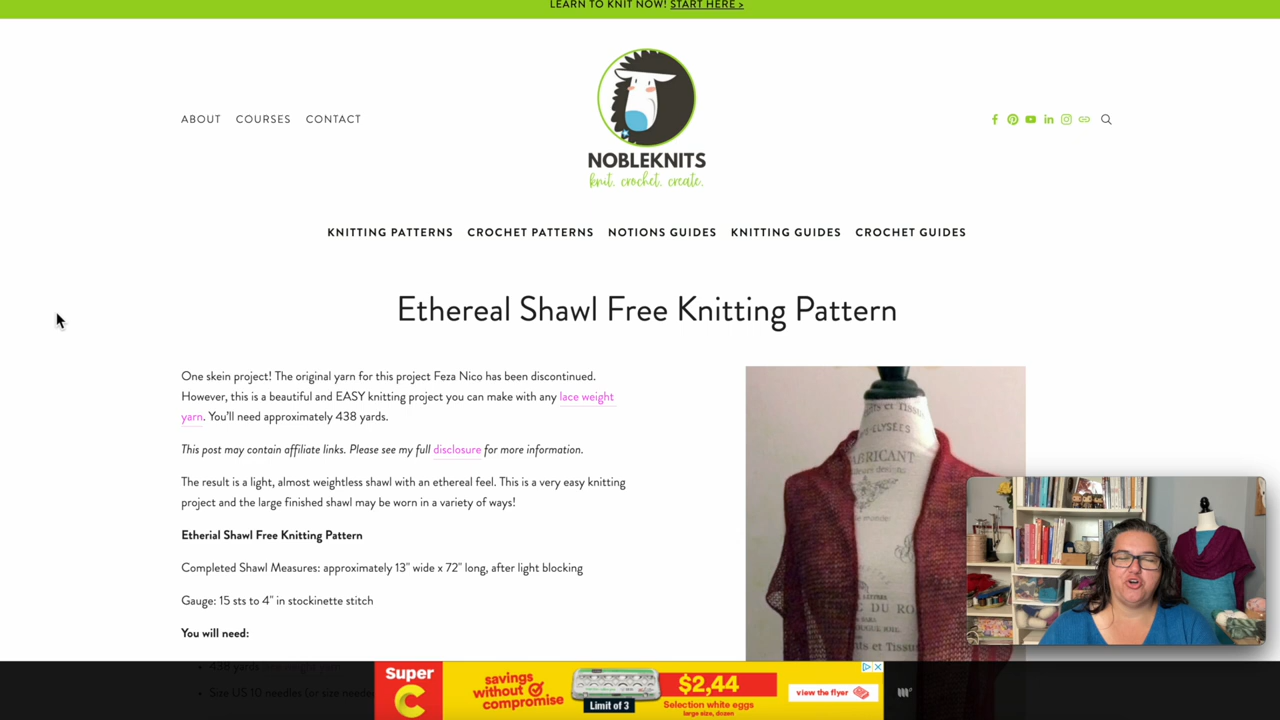 LEARN TO KNIT NOW! START HERE >
ABOUT COURSES CONTACT
NOBLEKNITS
knit. crochet. create.
KNITTING PATTERNS CROCHET PATTERNS NOTIONS GUIDES KNITTING GUIDES CROCHET GUIDES
Ethereal Shawl Free Knitting Pattern
One skein project! The original yarn for this project Feza Nico has been discontinued.
However, this is a beautiful and EASY knitting project you can make with any lace weight
yarn. You'll need approximately 438 yards.
This post may contain affiliate links. Please see my full disclosure for more information.
The result is a light, almost weightless shawl with an ethereal feel. This is a very easy knitting
project and the large finished shawl may be worn in a variety of ways!
Etherial Shawl Free Knitting Pattern
Completed Shawl Measures: approximately 13" wide x 72" long, after light blocking
Gauge: 15 sts to 4" in stockinette stitch
You will need:
438 yards
Size US 10 needles (or size neede
ELYSÉES
FABRICANT
DU RO
et Tissu
Super
C
savings
without
compromise
Limit of 3
$2,44
Selection white eggs
large size, dozen
view the flyer